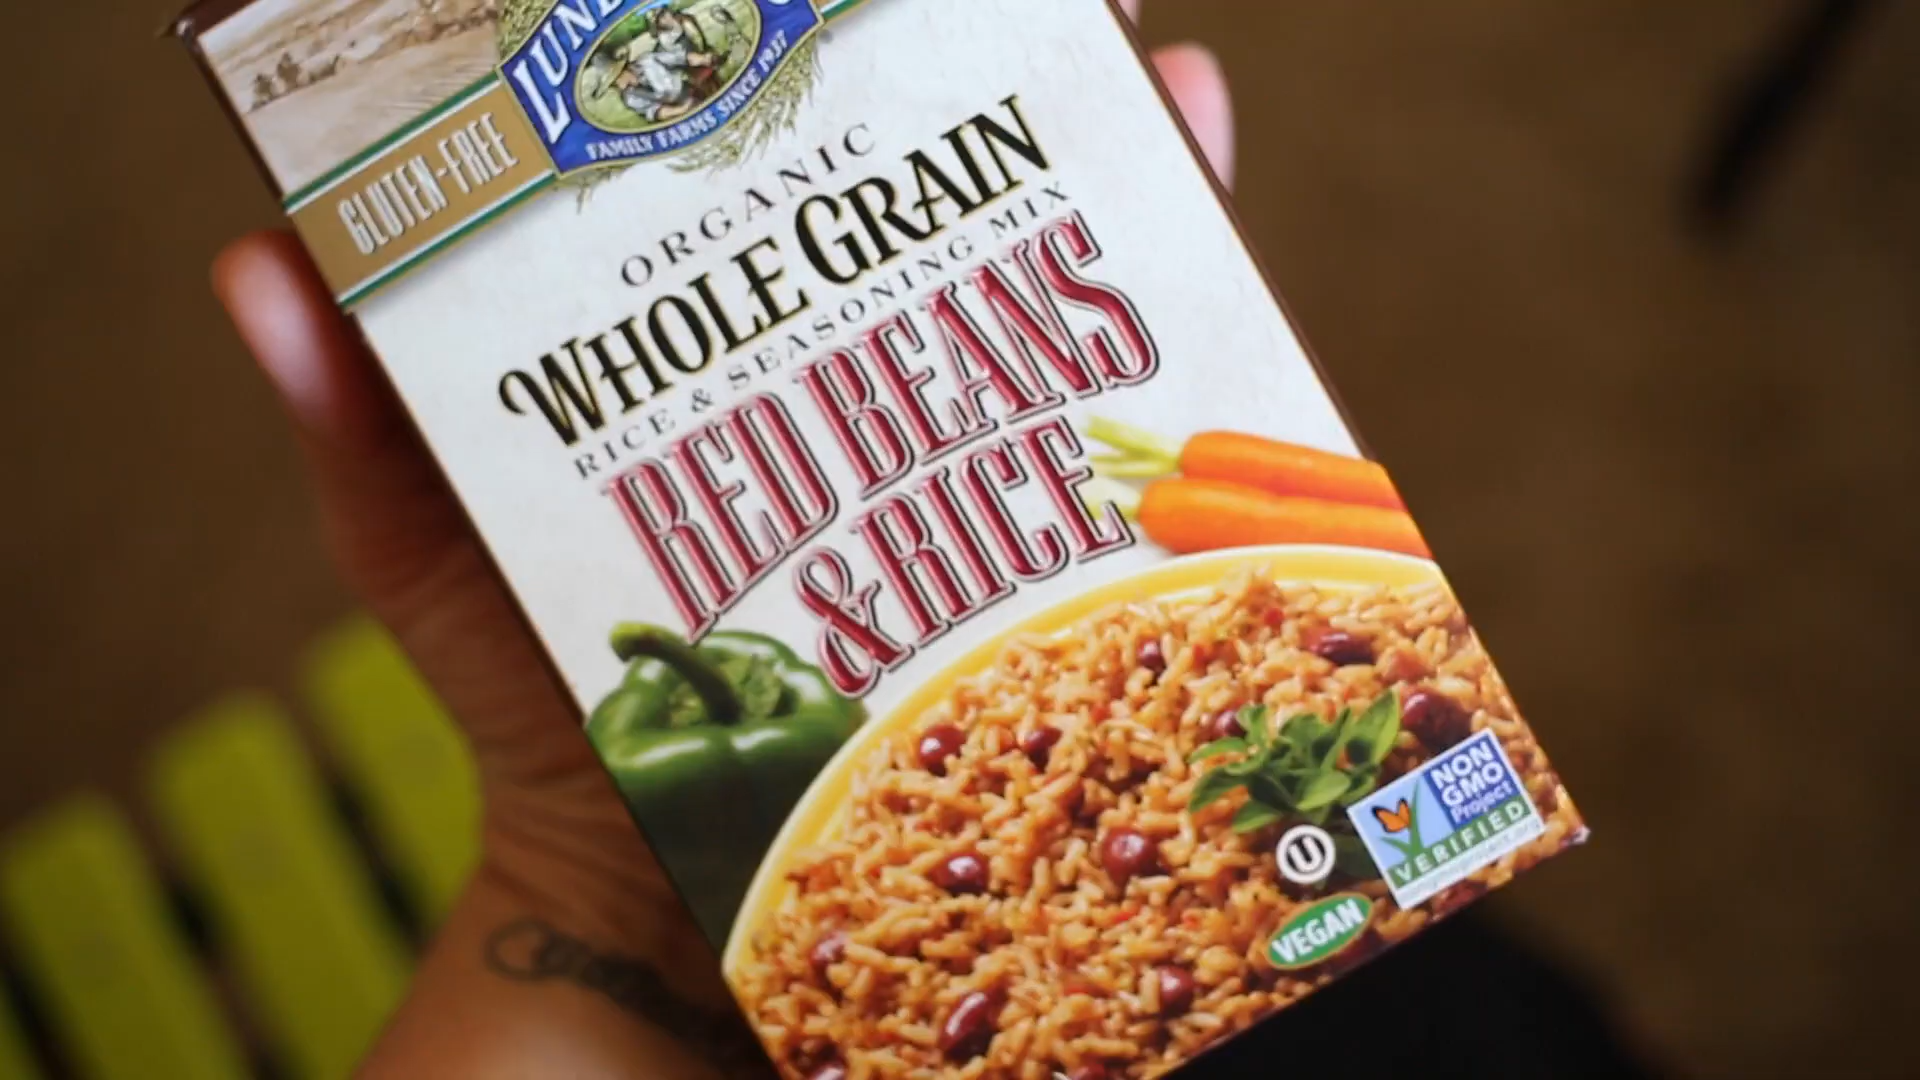 LUND
FAMILY FARMS SINCE 1937
GLUTEN-FREE
ORGANIC
WHOLE GRAIN
RICE & SEASONING MIX
RED BEANS
& RICE
NON
GMO
Project
VERIFIED
U
VEGAN